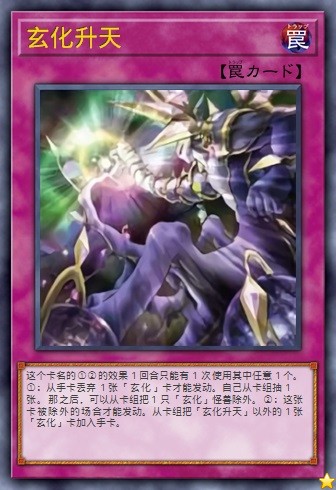 玄化升天
トラップ
罠
【罠カード】
这个卡名的①②的效果1回合只能有1次使用其中任意1个。
①：从手卡丢弃1张「玄化」卡才能发动。自己从卡组抽1
张。那之后，可以从卡组把1只「玄化」怪兽除外。②：这张
卡被除外的场合才能发动。从卡组把「玄化升天」以外的1张
「玄化」卡加入手卡。